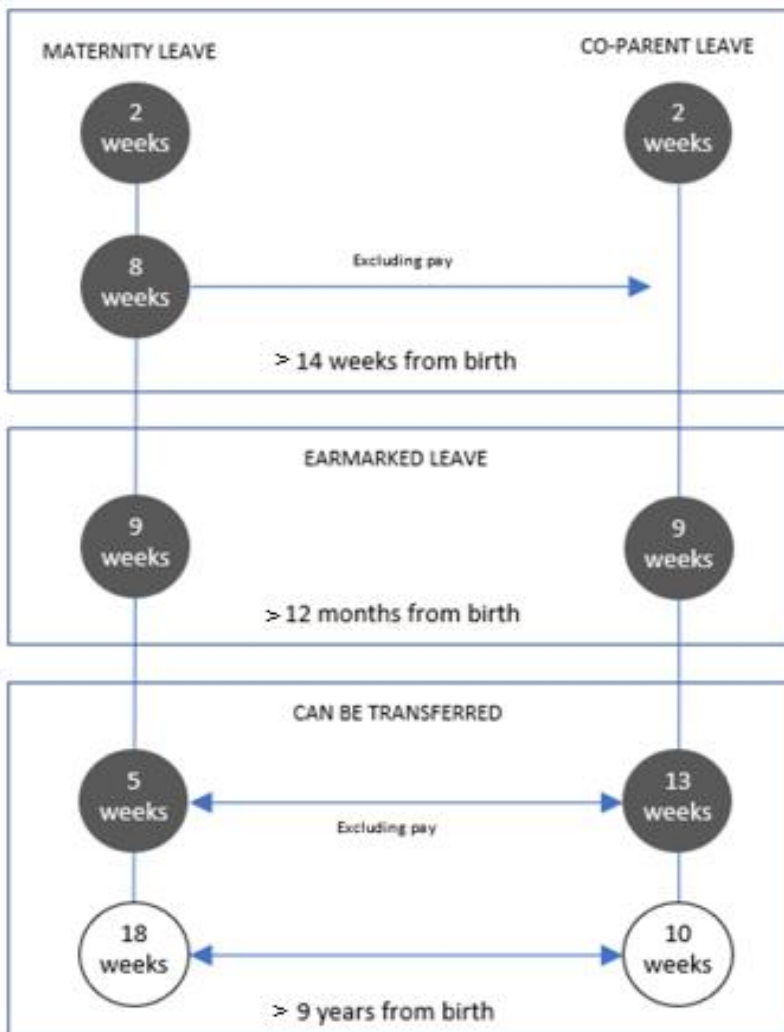 MATERNITY LEAVE
CO-PARENT LEAVE
2
weeks
2
weeks
8
weeks
Excluding pay
> 14 weeks from birth
EARMARKED LEAVE
9
weeks
9
weeks
> 12 months from birth
CAN BE TRANSFERRED
5
weeks
13
weeks
Excluding pay
18
weeks
10
weeks
> 9 years from birth